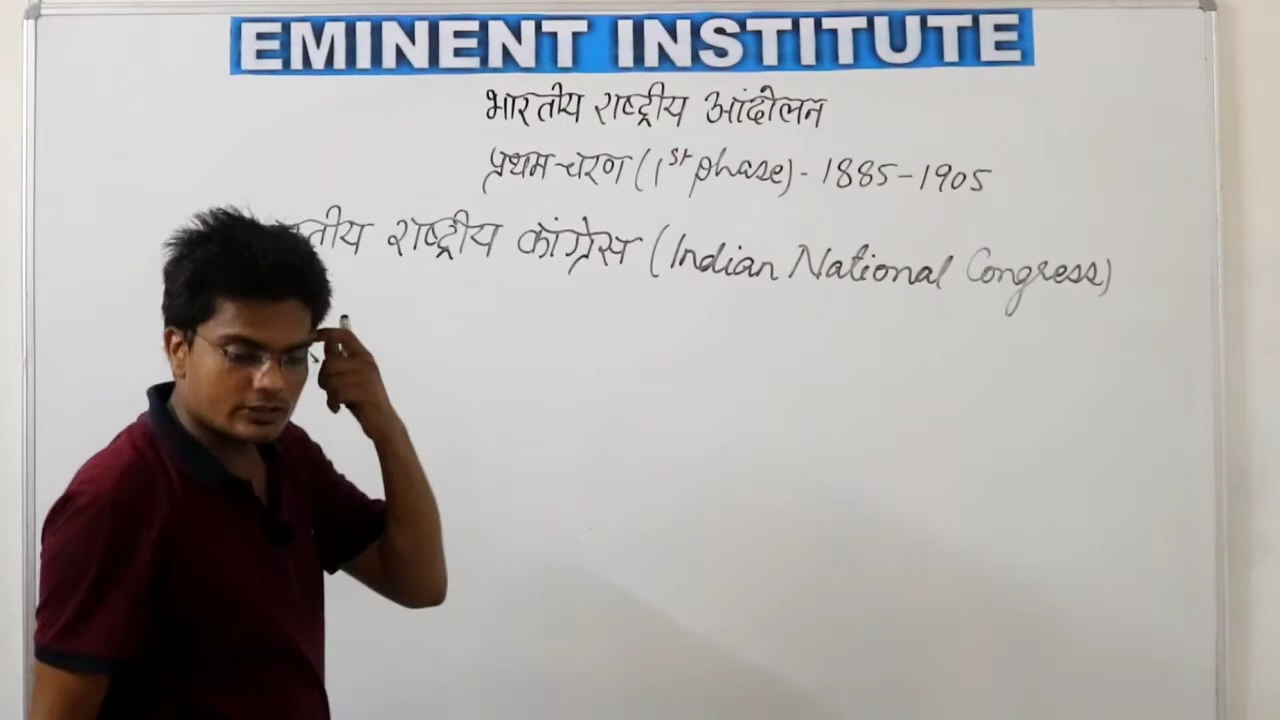 EMINENT INSTITUTE
भारतीय राष्ट्रीय आंदोलन
प्रथम चरण (1st phase) - 1885-1905
राष्ट्रीय कांग्रेस (Indian National Congress)